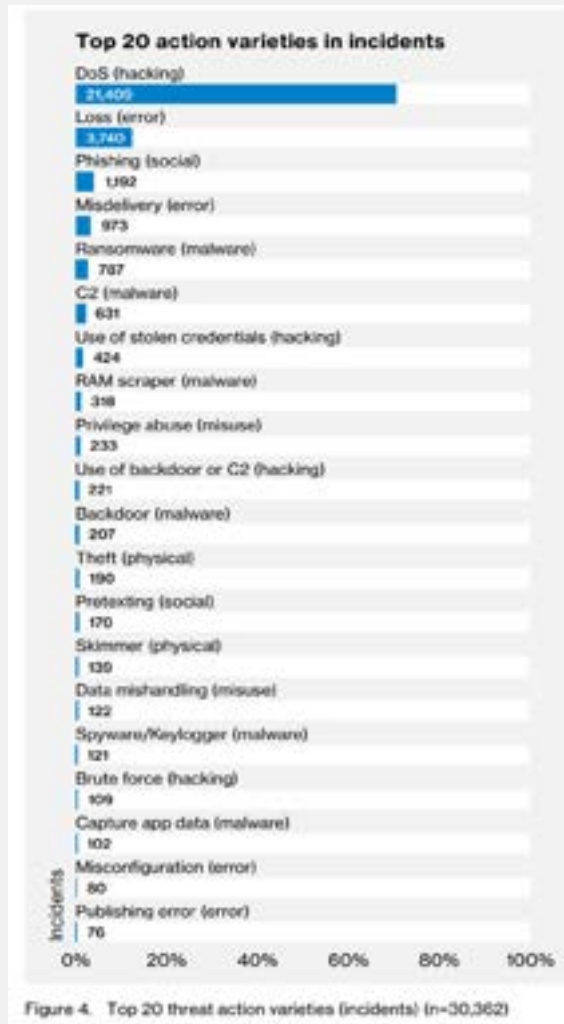 Top 20 action varieties in incidents
DoS (hacking)
21,409
Loss (error)
3,740
Phishing (social)
1,192
Misdelivery (error)
973
Ransomware (malware)
787
C2 (malware)
631
Use of stolen credentials (hacking)
424
RAM scraper (malware)
318
Privilege abuse (misuse)
233
Use of backdoor or C2 (hacking)
221
Backdoor (malware)
207
Theft (physical)
190
Pretexting (social)
170
Skimmer (physical)
139
Data mishandling (misuse)
122
Spyware/Keylogger (malware)
121
Brute force (hacking)
109
Capture app data (malware)
102
Misconfiguration (error)
80
Publishing error (error)
76
Incidents
0% 20% 40% 60% 80% 100%
Figure 4. Top 20 threat action varieties (incidents) (n=30,362)